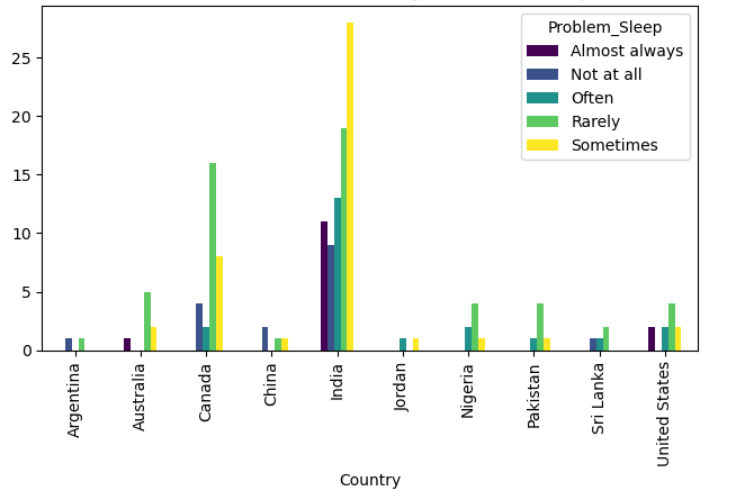 Problem_Sleep
Almost always
Not at all
Often
Rarely
Sometimes
25
20
15
10
5
0
Argentina
Australia
Canada
China
India
Jordan
Nigeria
Pakistan
Sri Lanka
United States
Country